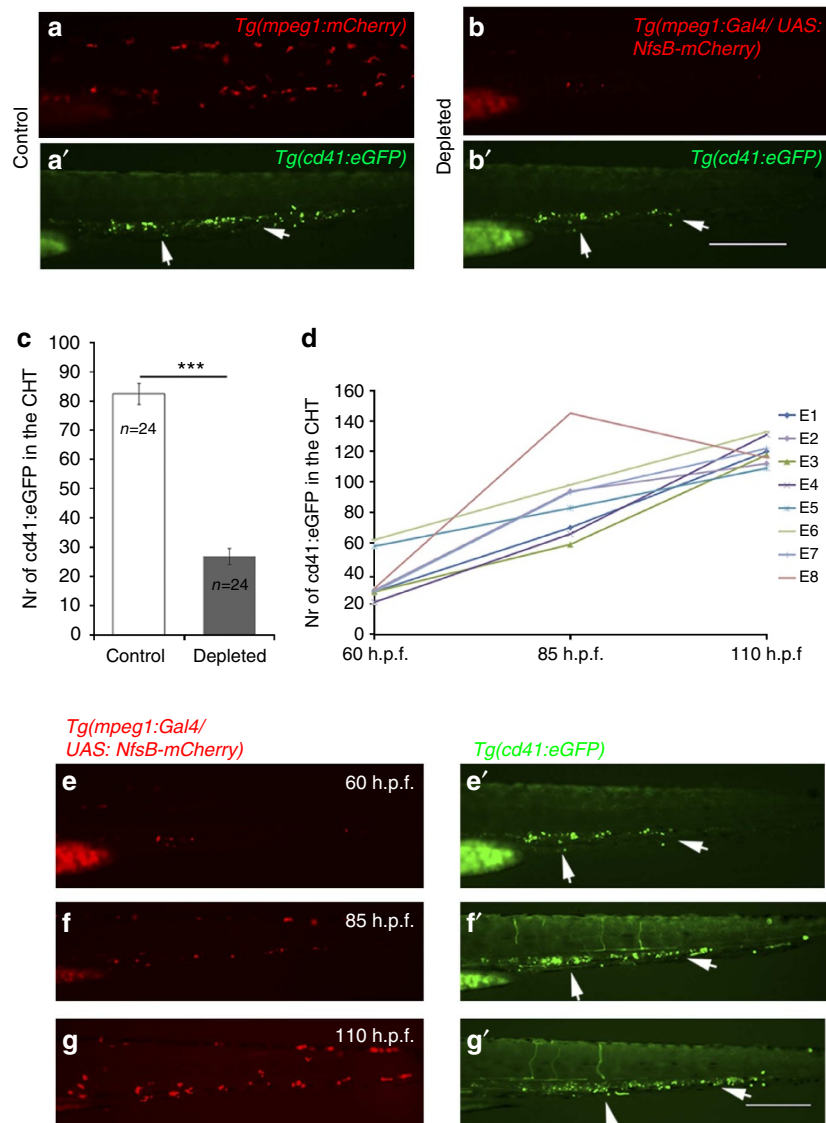 a
Tg(mpeg1:mCherry)
Control
a′
Tg(cd41:eGFP)
b
Tg(mpeg1:Gal4/ UAS:
NfsB-mCherry)
Depleted
b′
Tg(cd41:eGFP)
c
Nr of cd41:eGFP in the CHT
100
90
80
70
60
50
40
30
20
10
0
***
n=24
n=24
Control
Depleted
d
Nr of cd41:eGFP in the CHT
160
140
120
100
80
60
40
20
0
60 h.p.f.
85 h.p.f.
110 h.p.f
E1
E2
E3
E4
E5
E6
E7
E8
Tg(mpeg1:Gal4/
UAS: NfsB-mCherry)
Tg(cd41:eGFP)
e
60 h.p.f.
e′
f
85 h.p.f.
f′
g
110 h.p.f.
g′